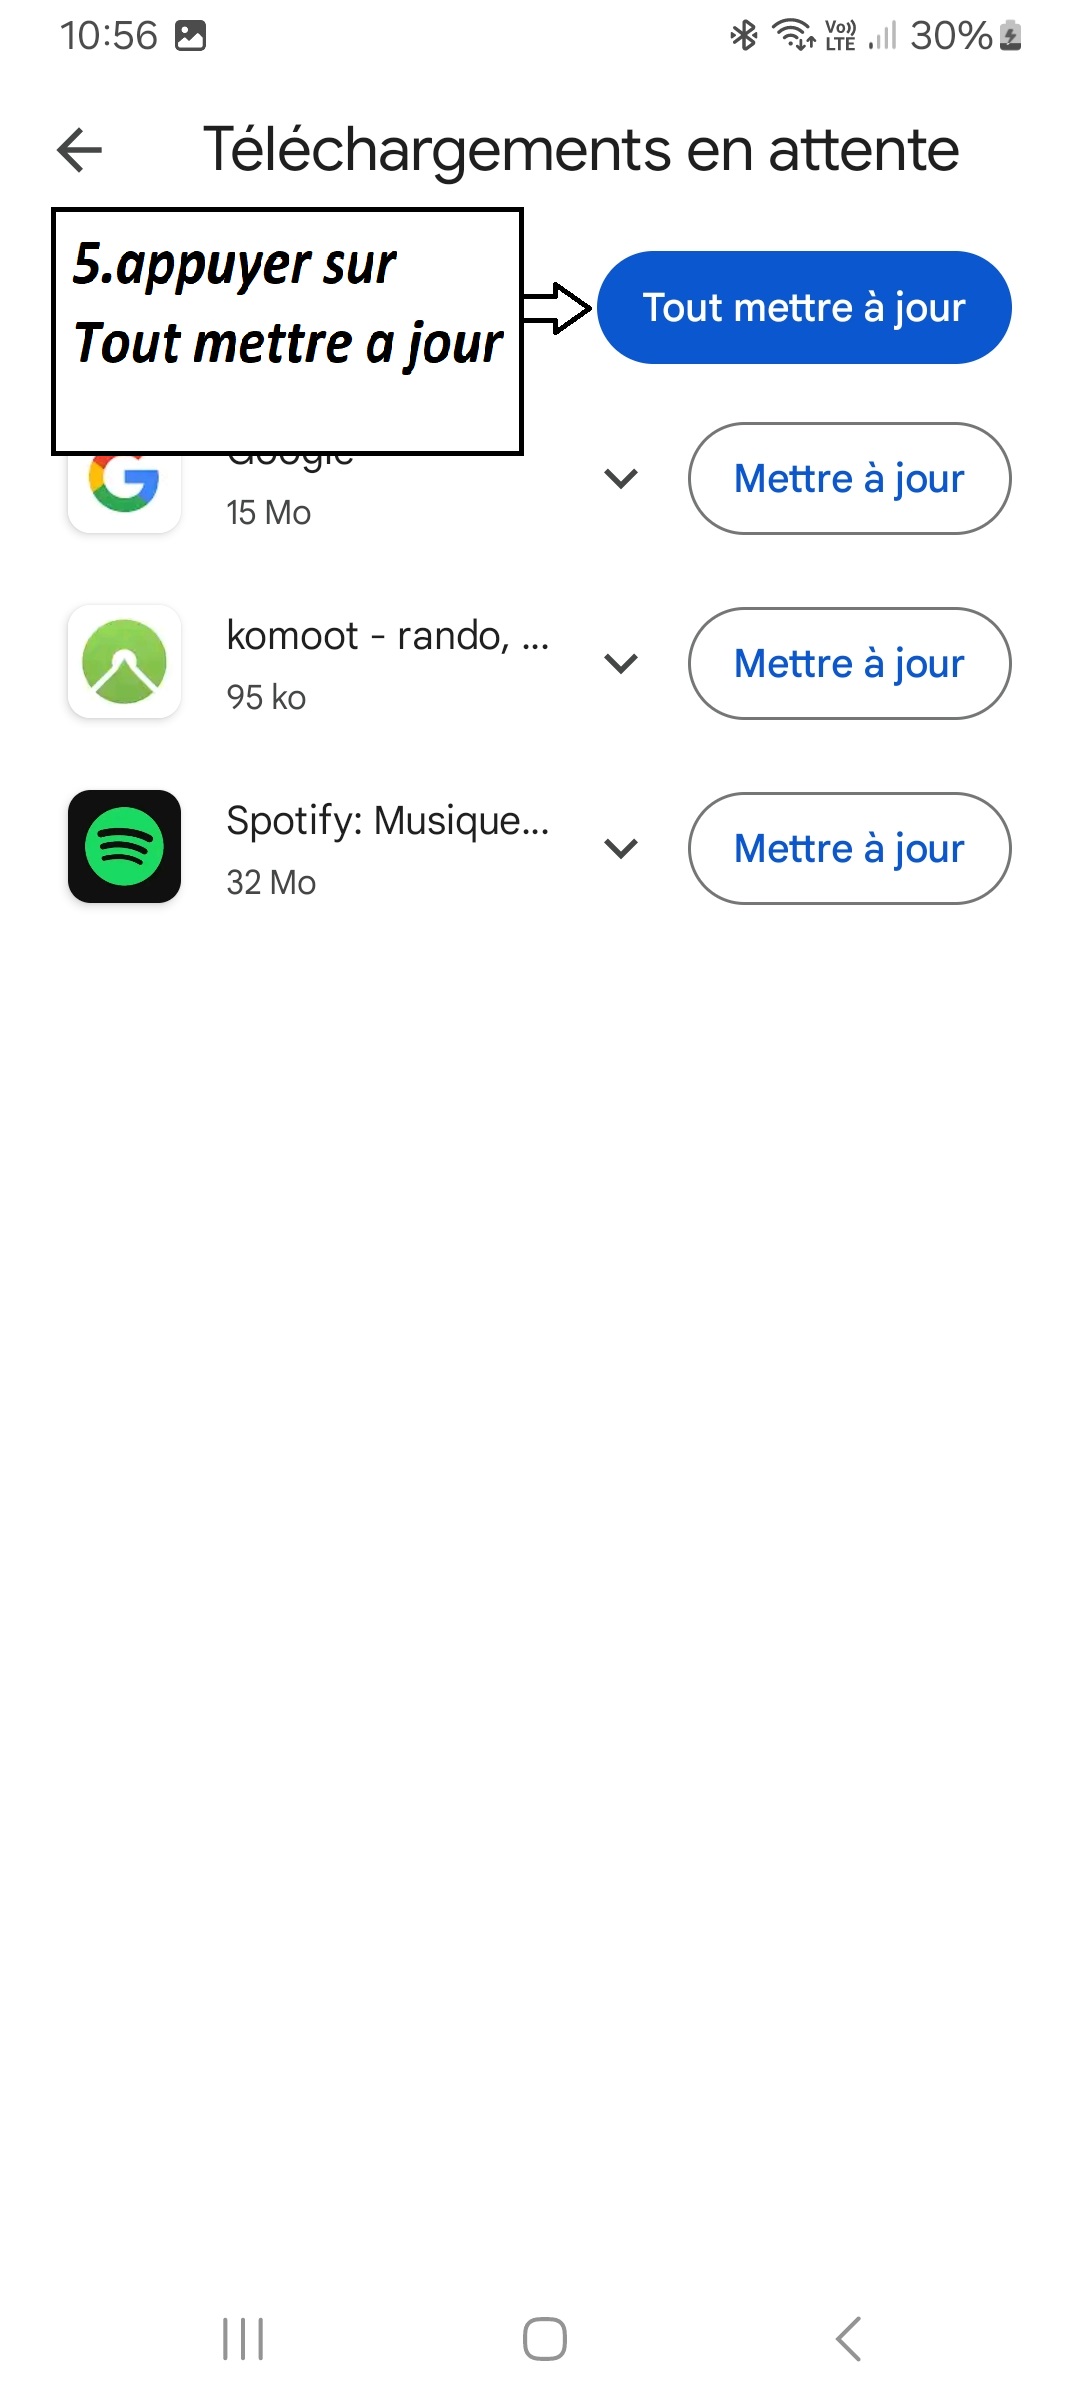 10:56
Vo)) LTE
30%
Téléchargements en attente
5.appuyer sur
Tout mettre a jour
Tout mettre à jour
Google
15 Mo
Mettre à jour
komoot - rando, ...
95 ko
Mettre à jour
Spotify: Musique...
32 Mo
Mettre à jour